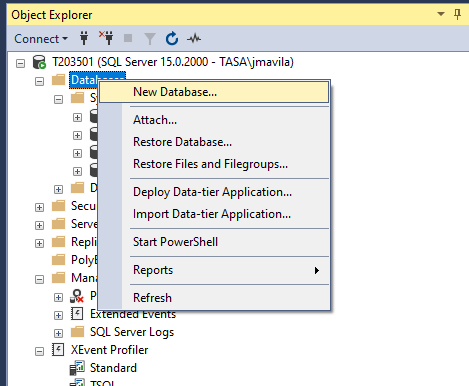 Object Explorer
Connect
T203501 (SQL Server 15.0.2000 - TASA\jmavila)
Databases
New Database...
Attach...
Restore Database...
Restore Files and Filegroups...
Deploy Data-tier Application...
Import Data-tier Application...
Start PowerShell
Reports
Refresh
Sy
D
Secu
Serve
Repli
PolyB
Mana
P
Extended Events
SQL Server Logs
XEvent Profiler
Standard
TSQL